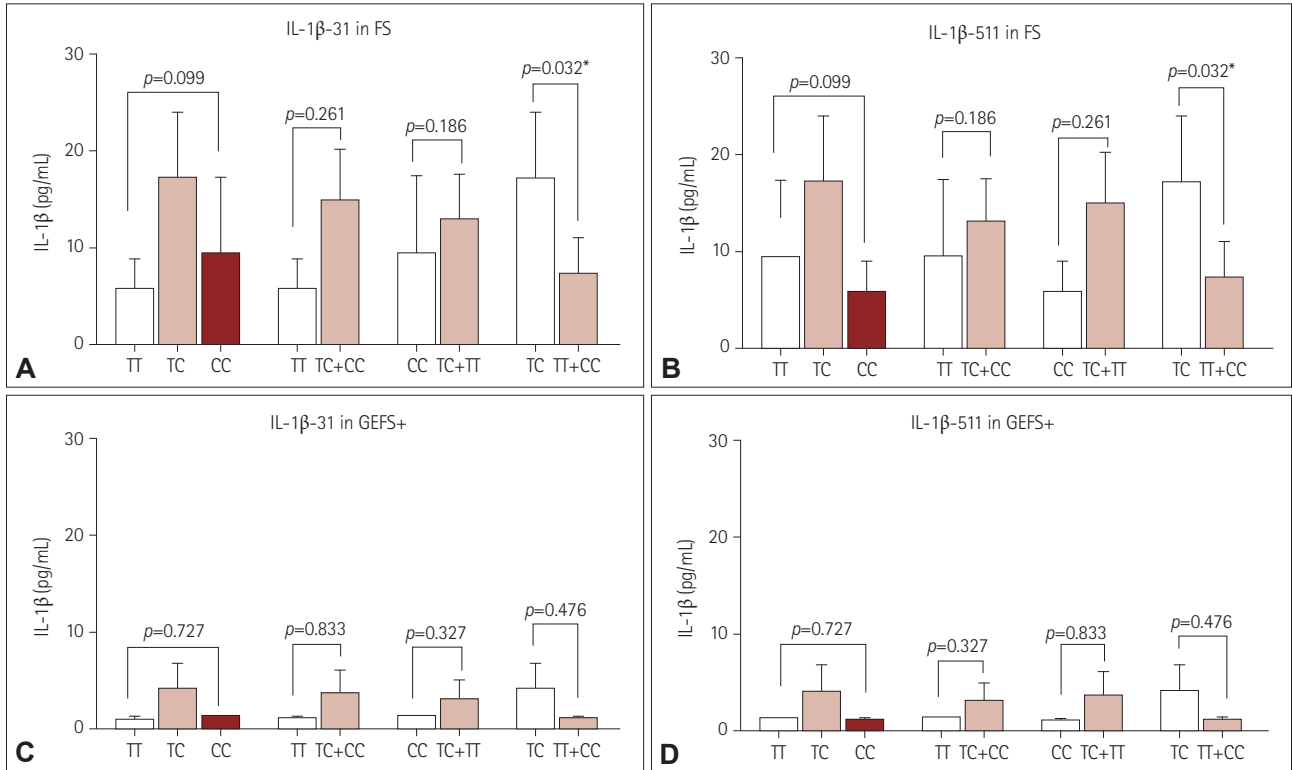 IL-1β-31 in FS
30
20
10
0
IL-1β (pg/mL)
p=0.099
p=0.261
p=0.186
p=0.032*
TT TC CC TT TC+CC CC TC+TT TC TT+CC
A
IL-1β-511 in FS
30
20
10
0
IL-1β (pg/mL)
p=0.099
p=0.186
p=0.261
p=0.032*
TT TC CC TT TC+CC CC TC+TT TC TT+CC
B
IL-1β-31 in GEFS+
30
20
10
0
IL-1β (pg/mL)
p=0.727
p=0.833
p=0.327
p=0.476
TT TC CC TT TC+CC CC TC+TT TC TT+CC
C
IL-1β-511 in GEFS+
30
20
10
0
IL-1β (pg/mL)
p=0.727
p=0.327
p=0.833
p=0.476
TT TC CC TT TC+CC CC TC+TT TC TT+CC
D